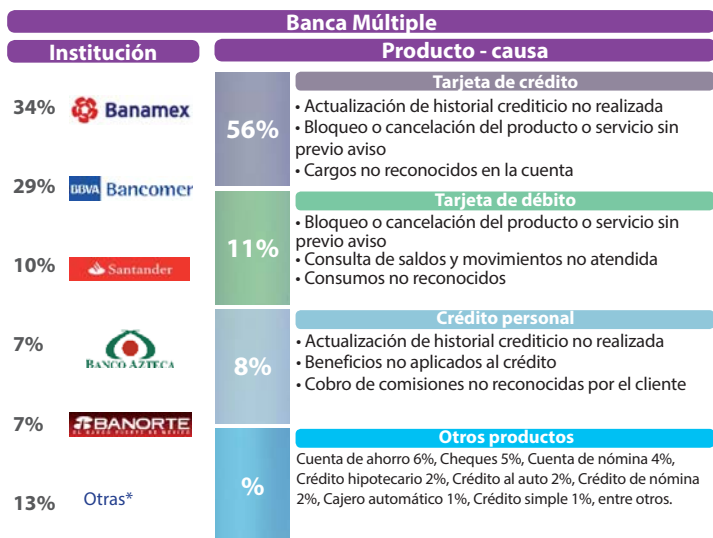 Banca Múltiple
Institución
Producto - causa
34%
Banamex
29%
BBVA Bancomer
10%
Santander
7%
BANCO AZTECA
7%
BANORTE
EL BANCO FUERTE DE MÉXICO
13%
Otras*
56%
Tarjeta de crédito
• Actualización de historial crediticio no realizada
• Bloqueo o cancelación del producto o servicio sin
previo aviso
• Cargos no reconocidos en la cuenta
11%
Tarjeta de débito
• Bloqueo o cancelación del producto o servicio sin
previo aviso
• Consulta de saldos y movimientos no atendida
• Consumos no reconocidos
8%
Crédito personal
• Actualización de historial crediticio no realizada
• Beneficios no aplicados al crédito
• Cobro de comisiones no reconocidas por el cliente
%
Otros productos
Cuenta de ahorro 6%, Cheques 5%, Cuenta de nómina 4%,
Crédito hipotecario 2%, Crédito al auto 2%, Crédito de nómina
2%, Cajero automático 1%, Crédito simple 1%, entre otros.